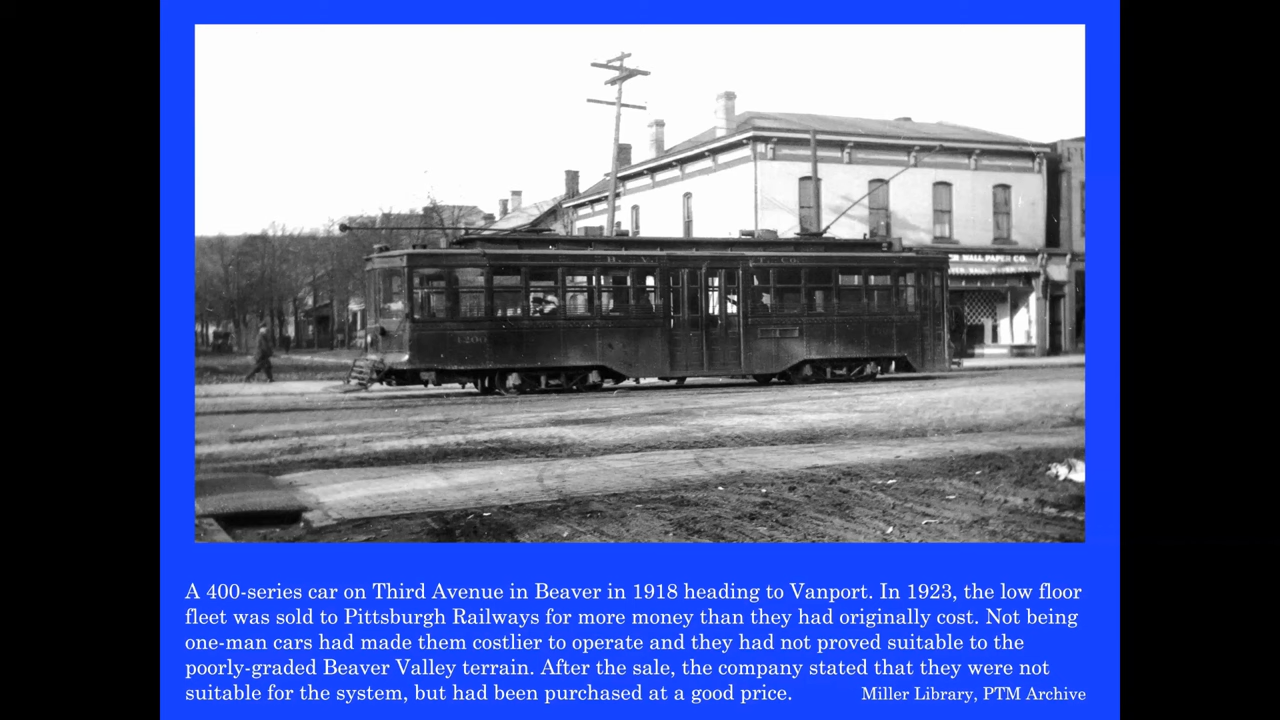 B. V. T. Co.
ER WALL PAPER CO.
A 400-series car on Third Avenue in Beaver in 1918 heading to Vanport. In 1923, the low floor
fleet was sold to Pittsburgh Railways for more money than they had originally cost. Not being
one-man cars had made them costlier to operate and they had not proved suitable to the
poorly-graded Beaver Valley terrain. After the sale, the company stated that they were not
suitable for the system, but had been purchased at a good price.
Miller Library, PTM Archive